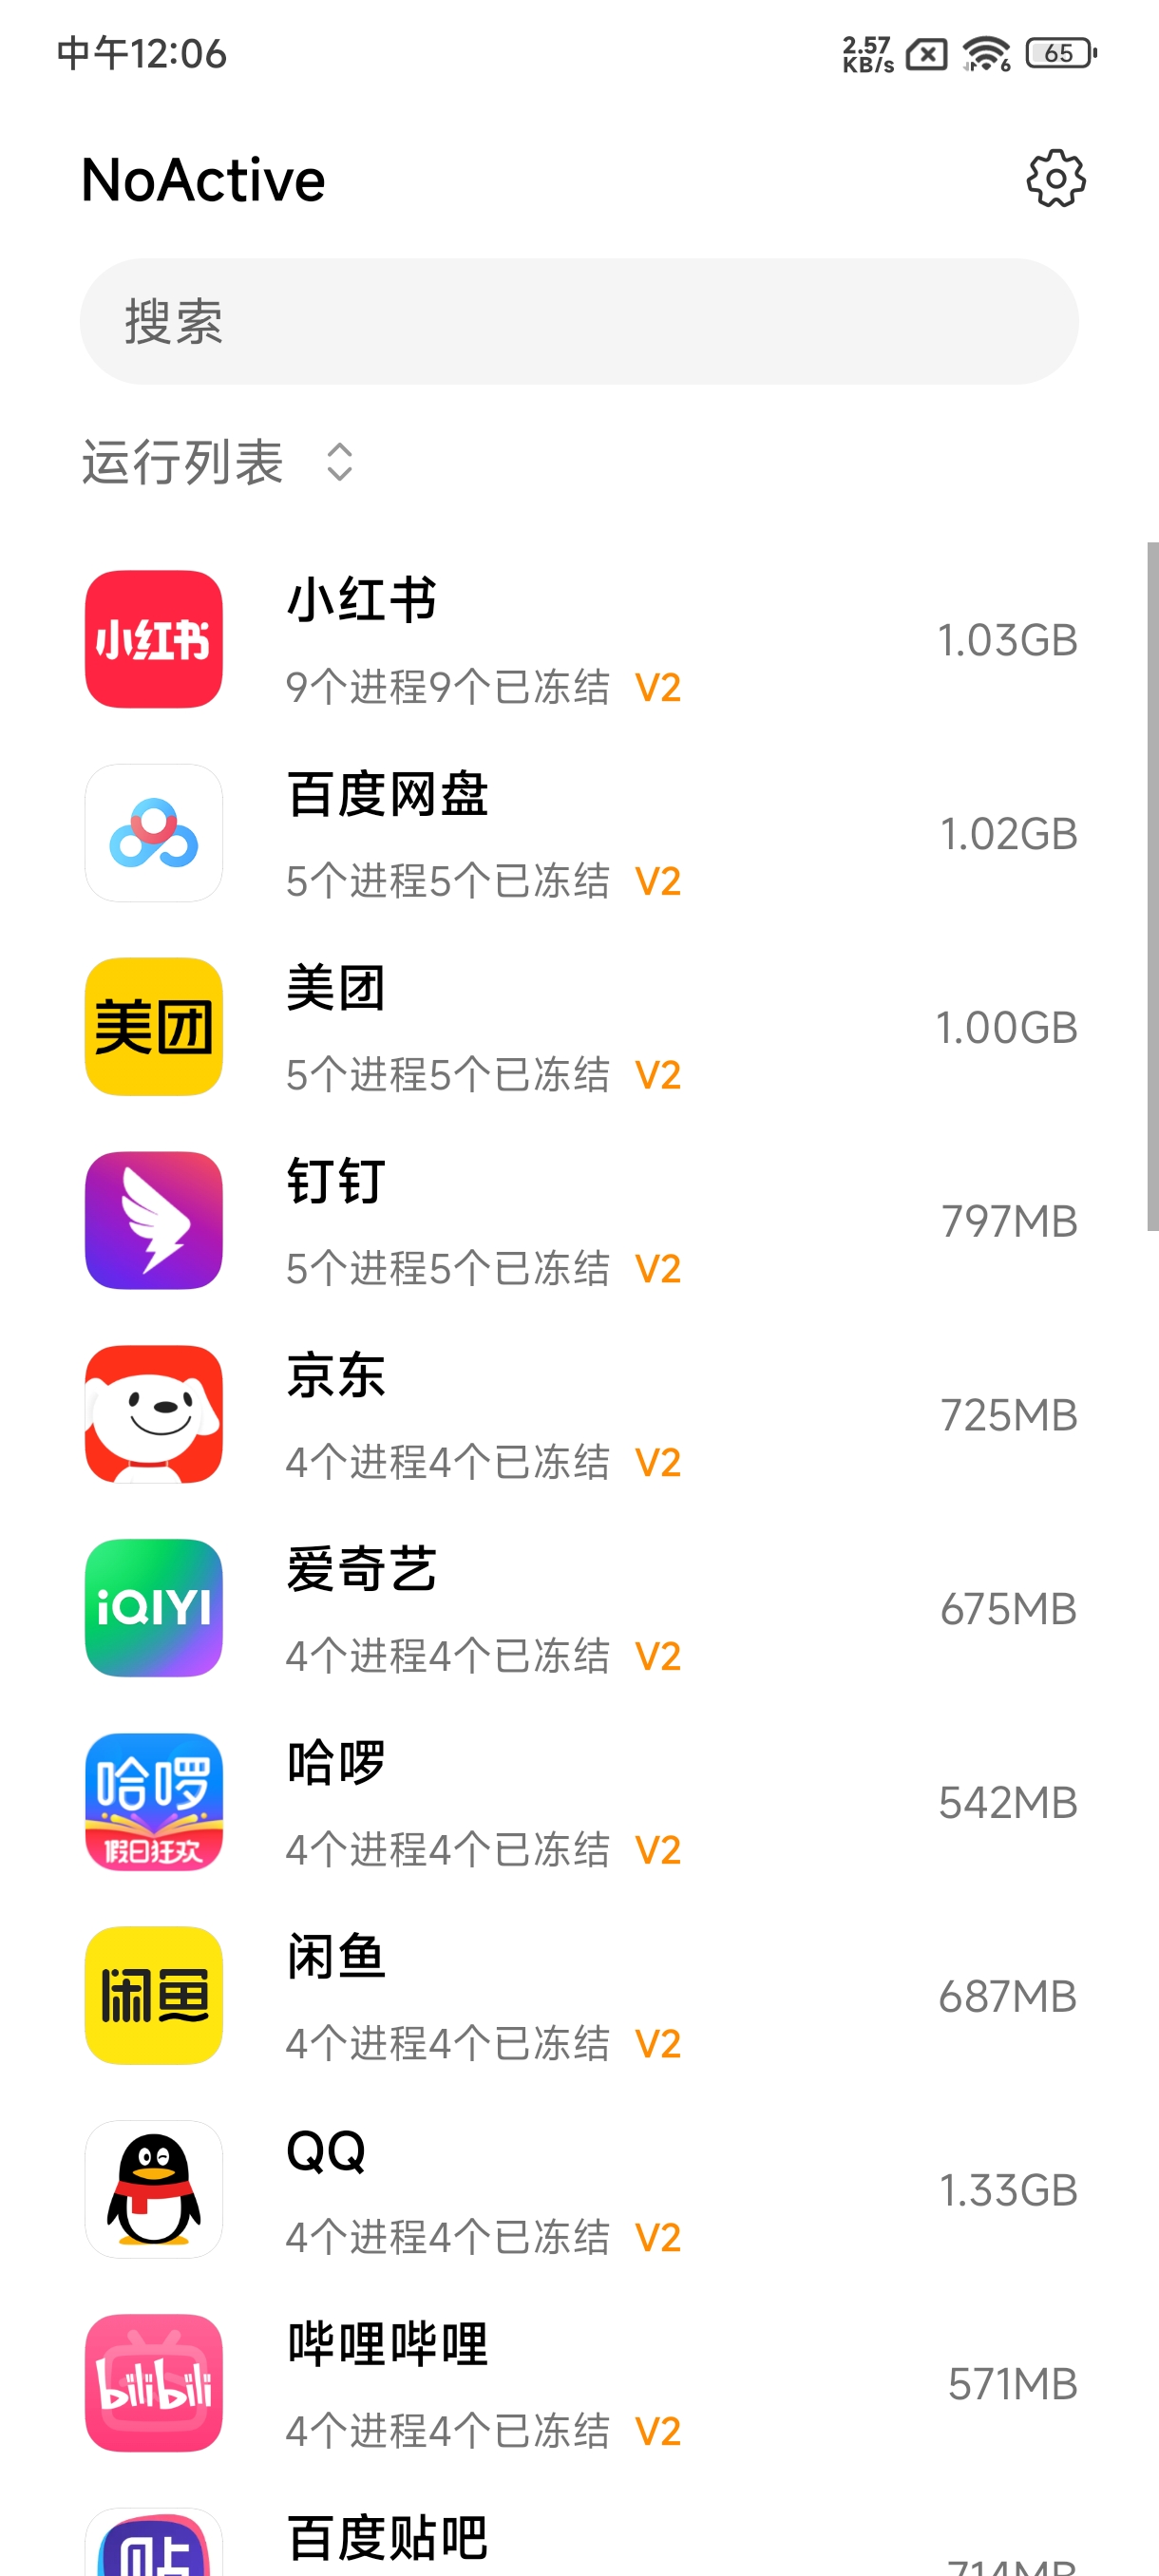 中午12:06
2.57
KB/s
6
65
NoActive
搜索
运行列表
小红书
小红书
1.03GB
9个进程9个已冻结 V2
百度网盘
1.02GB
5个进程5个已冻结 V2
美团
美团
1.00GB
5个进程5个已冻结 V2
钉钉
797MB
5个进程5个已冻结 V2
京东
725MB
4个进程4个已冻结 V2
爱奇艺
iQIYI
675MB
4个进程4个已冻结 V2
哈啰
哈啰
假日狂欢
542MB
4个进程4个已冻结 V2
闲鱼
闲鱼
687MB
4个进程4个已冻结 V2
QQ
1.33GB
4个进程4个已冻结 V2
哔哩哔哩
bilibili
571MB
4个进程4个已冻结 V2
百度贴吧
贴
714MB